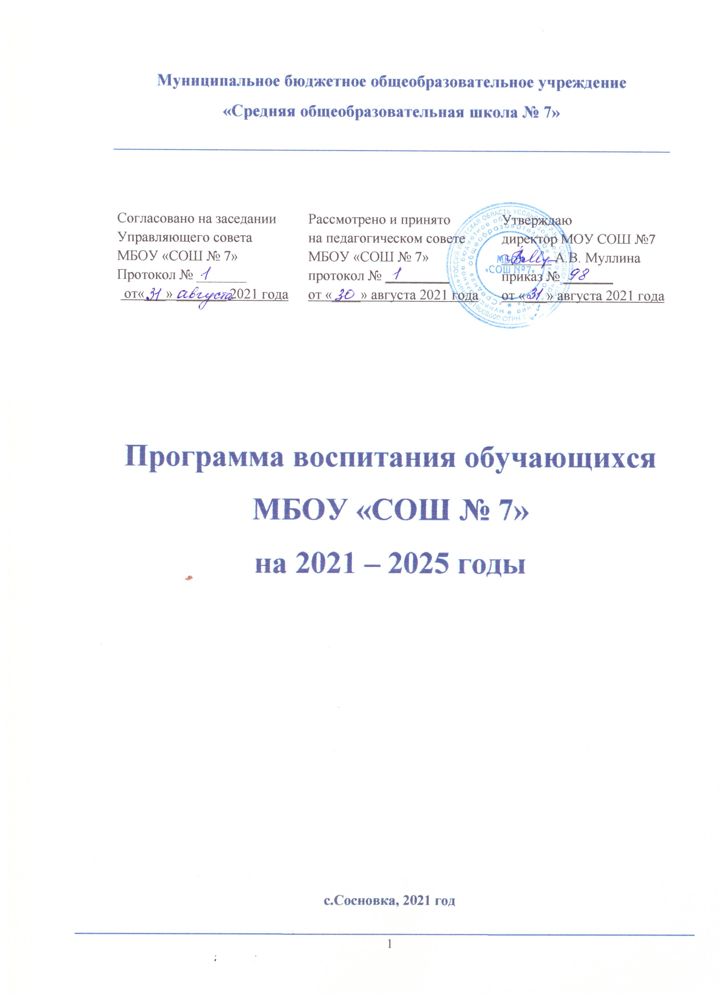 Муниципальное бюджетное общеобразовательное учреждение
«Средняя общеобразовательная школа № 7»
Согласовано на заседании
Управляющего совета
МБОУ «СОШ № 7»
Протокол № 1
от«31» августа 2021 года
Рассмотрено и принято
на педагогическом совете
МБОУ «СОШ № 7»
протокол № 1
от «30» августа 2021 года
Утверждаю
директор МОУ СОШ №7
А.В. Муллина
приказ № 98
от «31» августа 2021 года
МБОУ
«СОШ №7»
Программа воспитания обучающихся
МБОУ «СОШ № 7»
на 2021 – 2025 годы
с.Сосновка, 2021 год
1